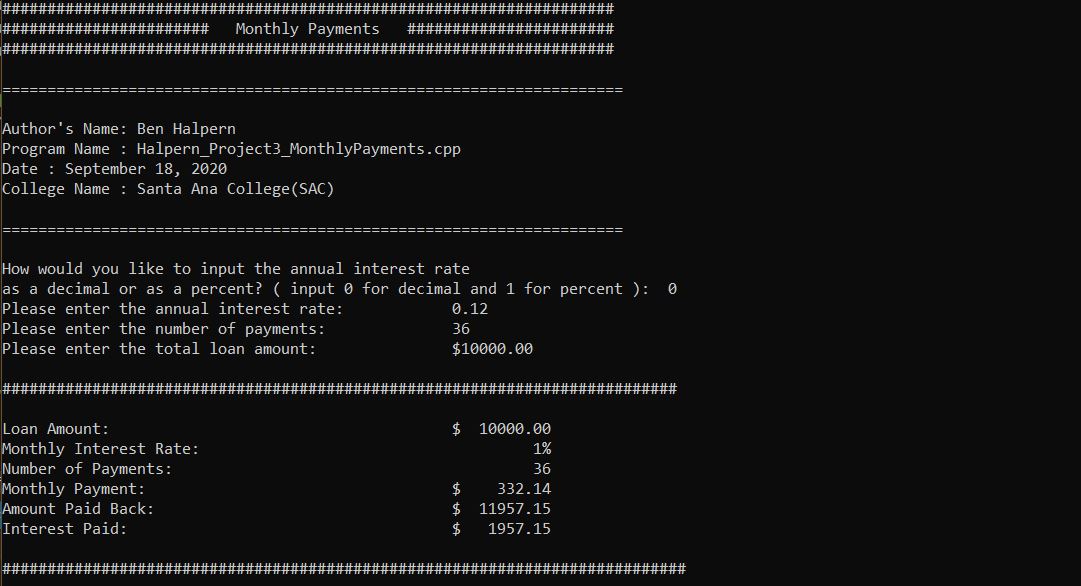 ####################################################################
#######################   Monthly Payments   #######################
####################################################################
=====================================================================
Author's Name: Ben Halpern
Program Name : Halpern_Project3_MonthlyPayments.cpp
Date : September 18, 2020
College Name : Santa Ana College(SAC)
=====================================================================
How would you like to input the annual interest rate
as a decimal or as a percent? ( input 0 for decimal and 1 for percent ):  0
Please enter the annual interest rate:            0.12
Please enter the number of payments:              36
Please enter the total loan amount:               $10000.00
###########################################################################
Loan Amount:                                      $  10000.00
Monthly Interest Rate:                                     1%
Number of Payments:                                        36
Monthly Payment:                                  $    332.14
Amount Paid Back:                                 $  11957.15
Interest Paid:                                    $   1957.15
############################################################################